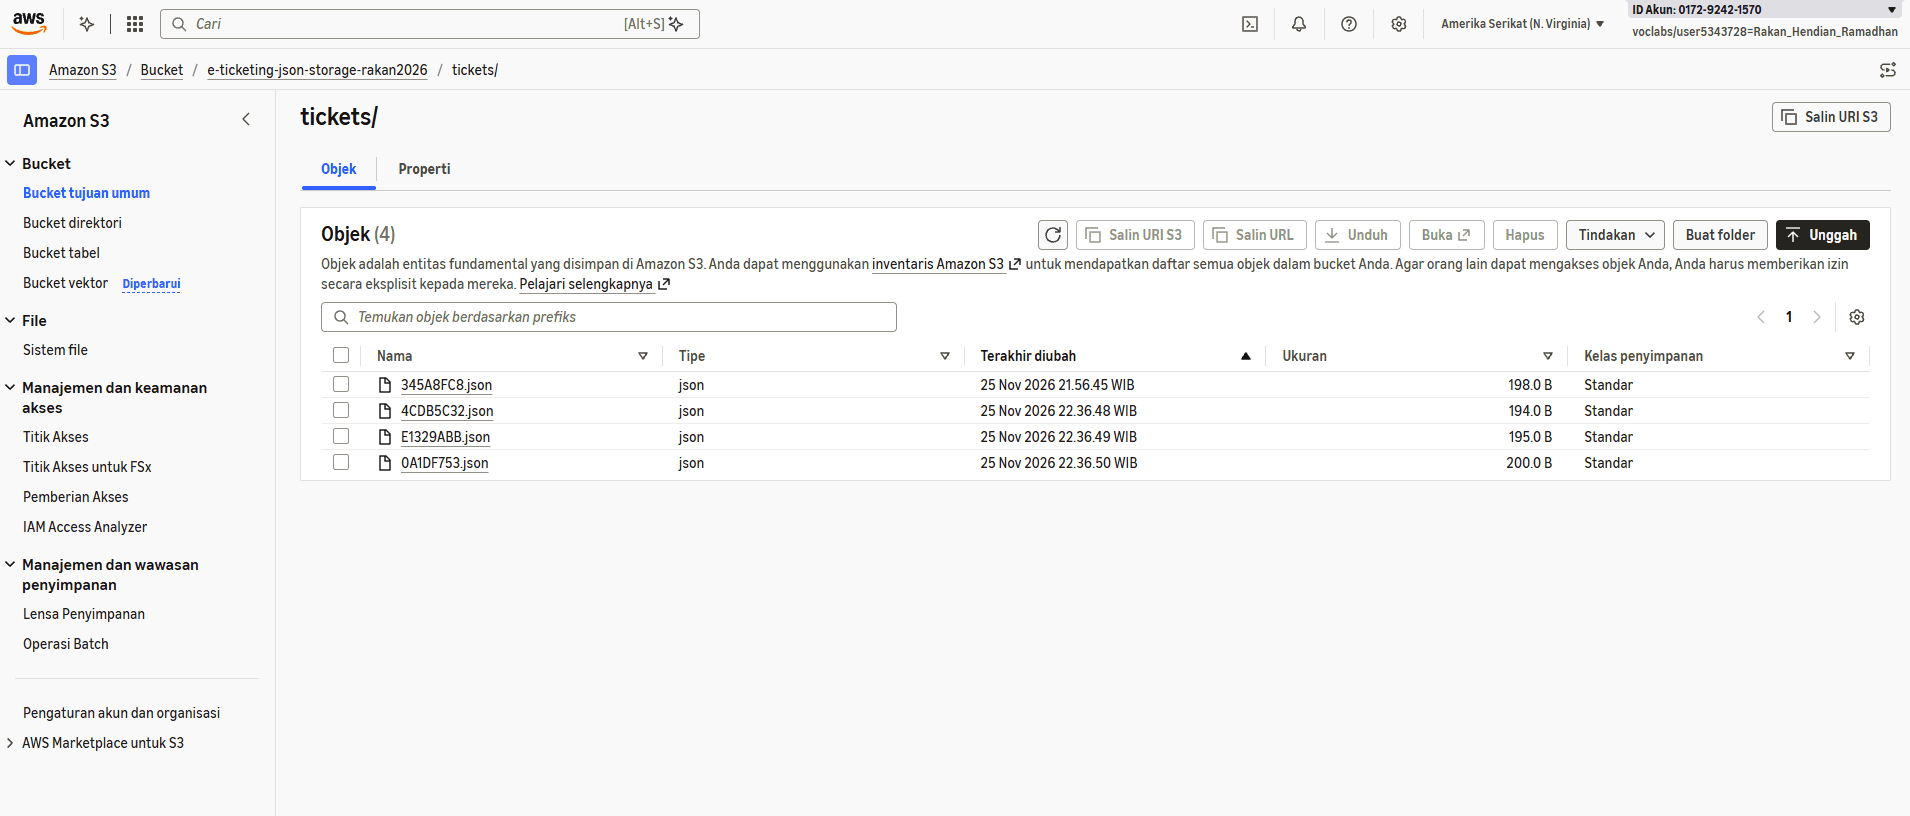 aws
Cari
[Alt+S]
Amerika Serikat (N. Virginia)
ID Akun: 0172-9242-1570
voclabs/user5343728=Rakan_Hendian_Ramadhan
Amazon S3 / Bucket / e-ticketing-json-storage-rakan2026 / tickets/
Amazon S3
Bucket
Bucket tujuan umum
Bucket direktori
Bucket tabel
Bucket vektor Diperbarui
File
Sistem file
Manajemen dan keamanan
akses
Titik Akses
Titik Akses untuk FSx
Pemberian Akses
IAM Access Analyzer
Manajemen dan wawasan
penyimpanan
Lensa Penyimpanan
Operasi Batch
Pengaturan akun dan organisasi
AWS Marketplace untuk S3
tickets/
Salin URI S3
Objek Properti
Objek (4)
Salin URI S3 Salin URL Unduh Buka Hapus Tindakan Buat folder Unggah
Objek adalah entitas fundamental yang disimpan di Amazon S3. Anda dapat menggunakan inventaris Amazon S3 untuk mendapatkan daftar semua objek dalam bucket Anda. Agar orang lain dapat mengakses objek Anda, Anda harus memberikan izin
secara eksplisit kepada mereka. Pelajari selengkapnya
Temukan objek berdasarkan prefiks
1
Nama Tipe Terakhir diubah Ukuran Kelas penyimpanan
345A8FC8.json json 25 Nov 2026 21.56.45 WIB 198.0 B Standar
4CDB5C32.json json 25 Nov 2026 22.36.48 WIB 194.0 B Standar
E1329ABB.json json 25 Nov 2026 22.36.49 WIB 195.0 B Standar
0A1DF753.json json 25 Nov 2026 22.36.50 WIB 200.0 B Standar